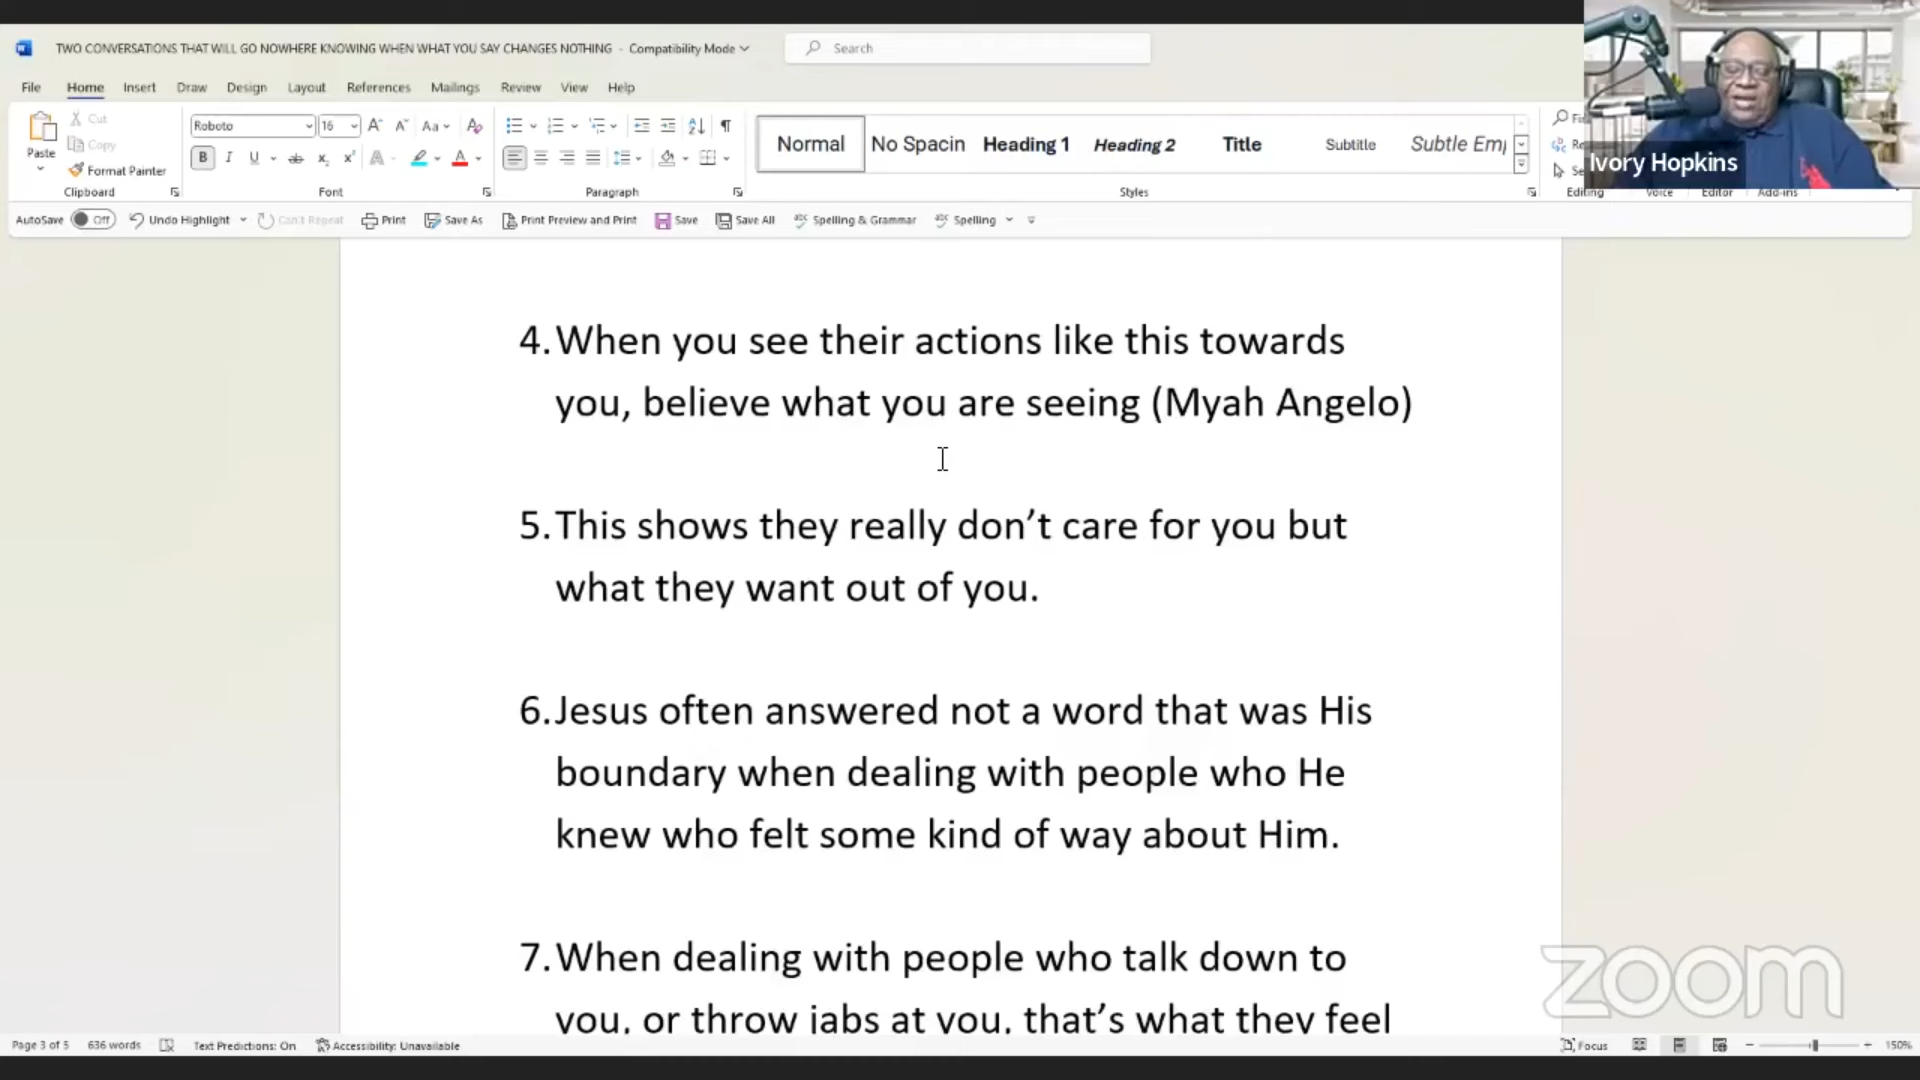 TWO CONVERSATIONS THAT WILL GO NOWHERE KNOWING WHEN WHAT YOU SAY CHANGES NOTHING - Compatibility Mode
Search
File Home Insert Draw Design Layout References Mailings Review View Help
Paste
Cut
Copy
Format Painter
Clipboard
Roboto 16
Font
Paragraph
Normal No Spacin Heading 1 Heading 2 Title Subtitle Subtle Emp
Styles
Editing Voice Editor Add-ins
Ivory Hopkins
AutoSave Off Undo Highlight Can't Repeat Print Save As Print Preview and Print Save Save All Spelling & Grammar Spelling
4.When you see their actions like this towards
you, believe what you are seeing (Myah Angelo)
5.This shows they really don’t care for you but
what they want out of you.
6.Jesus often answered not a word that was His
boundary when dealing with people who He
knew who felt some kind of way about Him.
7.When dealing with people who talk down to
you, or throw jabs at you, that’s what they feel
zoom
Page 3 of 5 636 words Text Predictions: On Accessibility: Unavailable Focus 150%